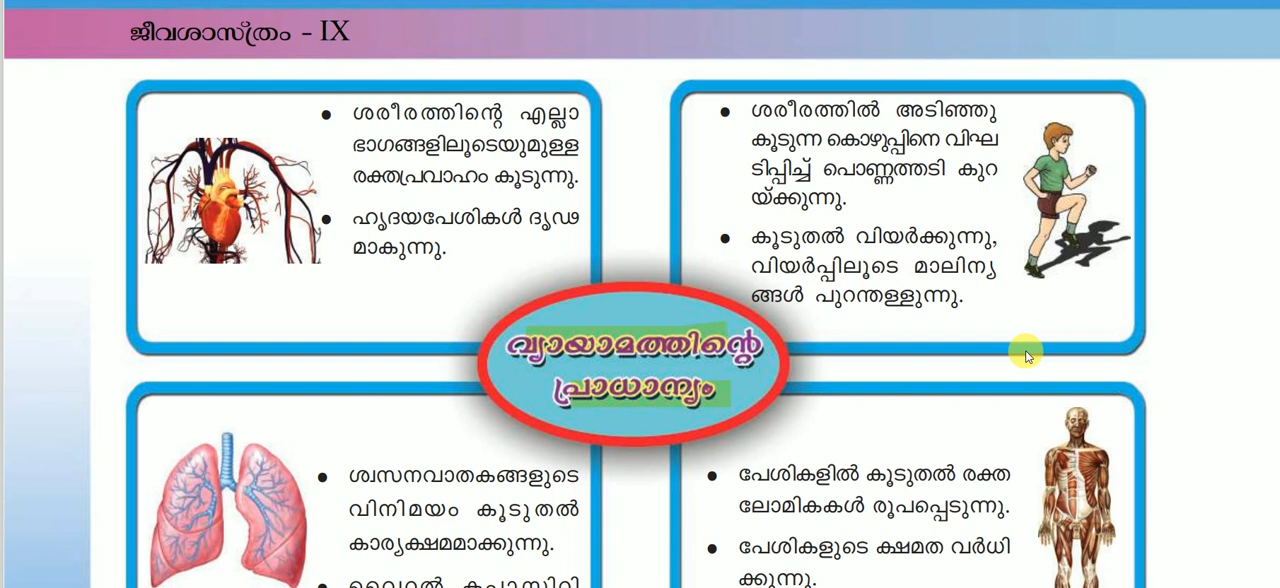 ജീവശാസ്ത്രം - IX
• ശരീരത്തിന്റെ എല്ലാ
ഭാഗങ്ങളിലൂടെയുമുള്ള
രക്തപ്രവാഹം കൂടുന്നു.
• ഹൃദയപേശികൾ ദൃഢ
മാകുന്നു.
• ശരീരത്തിൽ അടിഞ്ഞു
കൂടുന്ന കൊഴുപ്പിനെ വിഘ
ടിപ്പിച്ച് പൊണ്ണത്തടി കുറ
യ്ക്കുന്നു.
• കൂടുതൽ വിയർക്കുന്നു,
വിയർപ്പിലൂടെ മാലിന്യ
ങ്ങൾ പുറന്തള്ളുന്നു.
വ്യായാമത്തിന്റെ
പ്രാധാന്യം
• ശ്വസനവാതകങ്ങളുടെ
വിനിമയം കൂടുതൽ
കാര്യക്ഷമമാക്കുന്നു.
• പേശികളിൽ കൂടുതൽ രക്ത
ലോമികകൾ രൂപപ്പെടുന്നു.
• പേശികളുടെ ക്ഷമത വർധി
ക്കുന്നു.